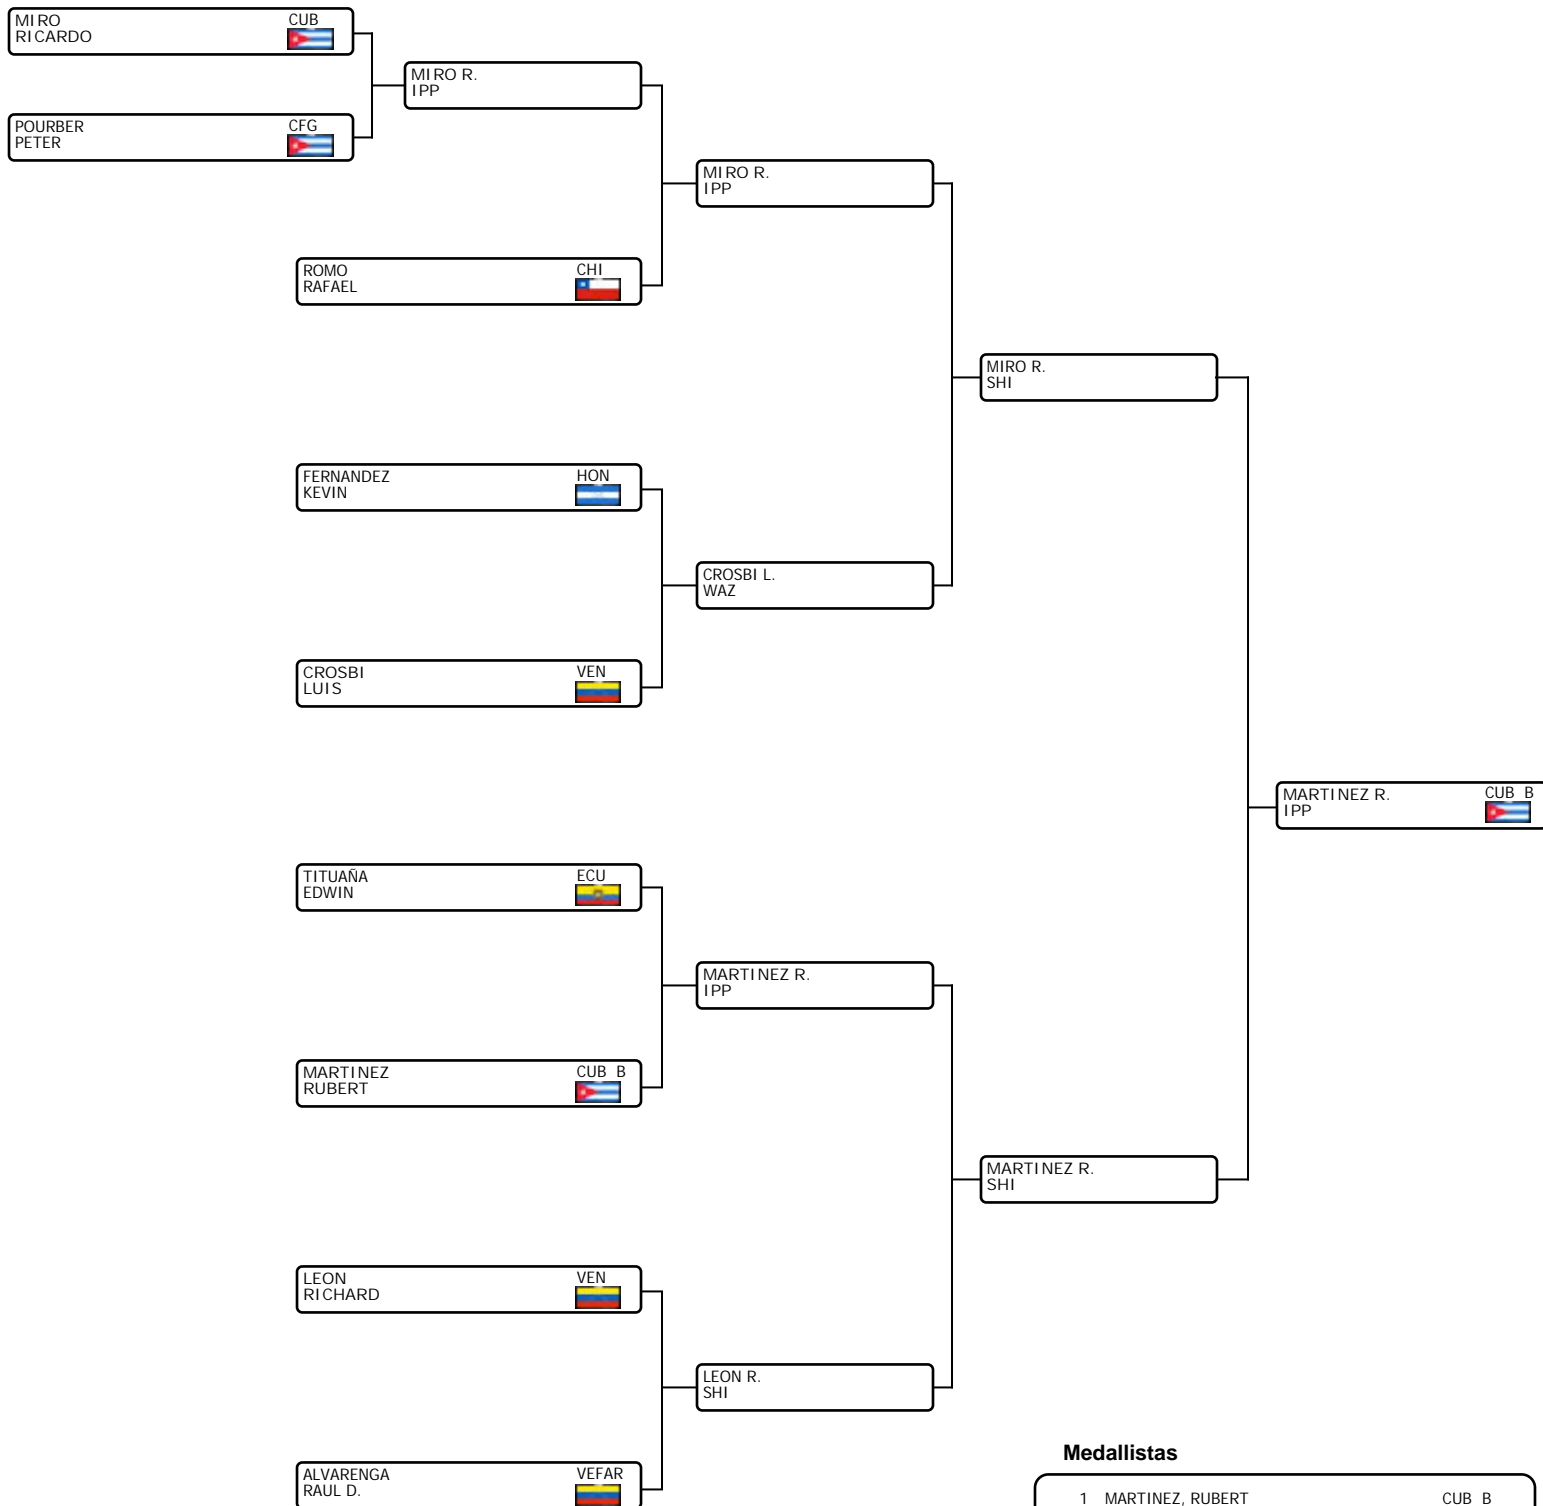 MIRO CUB
RICARDO
MIRO R.
IPP
POURBER CFG
PETER
MIRO R.
IPP
ROMO CHI
RAFAEL
MIRO R.
SHI
FERNANDEZ HON
KEVIN
CROSBI L.
WAZ
CROSBI VEN
LUIS
MARTINEZ R. CUB B
IPP
TITUAÑA ECU
EDWIN
MARTINEZ R.
IPP
MARTINEZ CUB B
RUBERT
MARTINEZ R.
SHI
LEON VEN
RICHARD
LEON R.
SHI
ALVARENGA VEFAR
RAUL D.
Medallistas
1 MARTINEZ, RUBERT CUB B